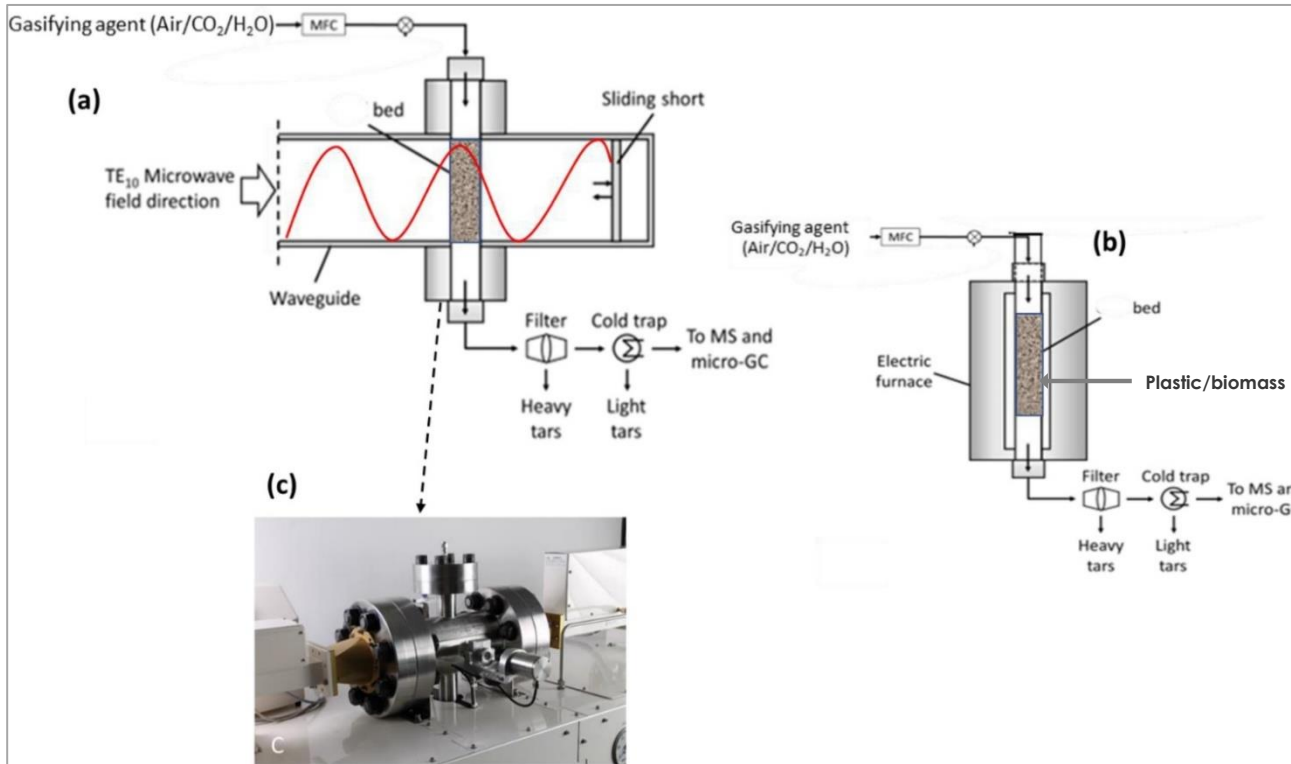 Gasifying agent (Air/CO₂/H₂O)
MFC
(a)
bed
Sliding short
TE₁₀ Microwave
field direction
Waveguide
Filter
Cold trap
To MS and
micro-GC
Heavy
tars
Light
tars
Gasifying agent
(Air/CO₂/H₂O)
MFC
(b)
bed
Electric
furnace
Plastic/biomass
Filter
Cold trap
To MS an
micro-G
Heavy
tars
Light
tars
(c)
C